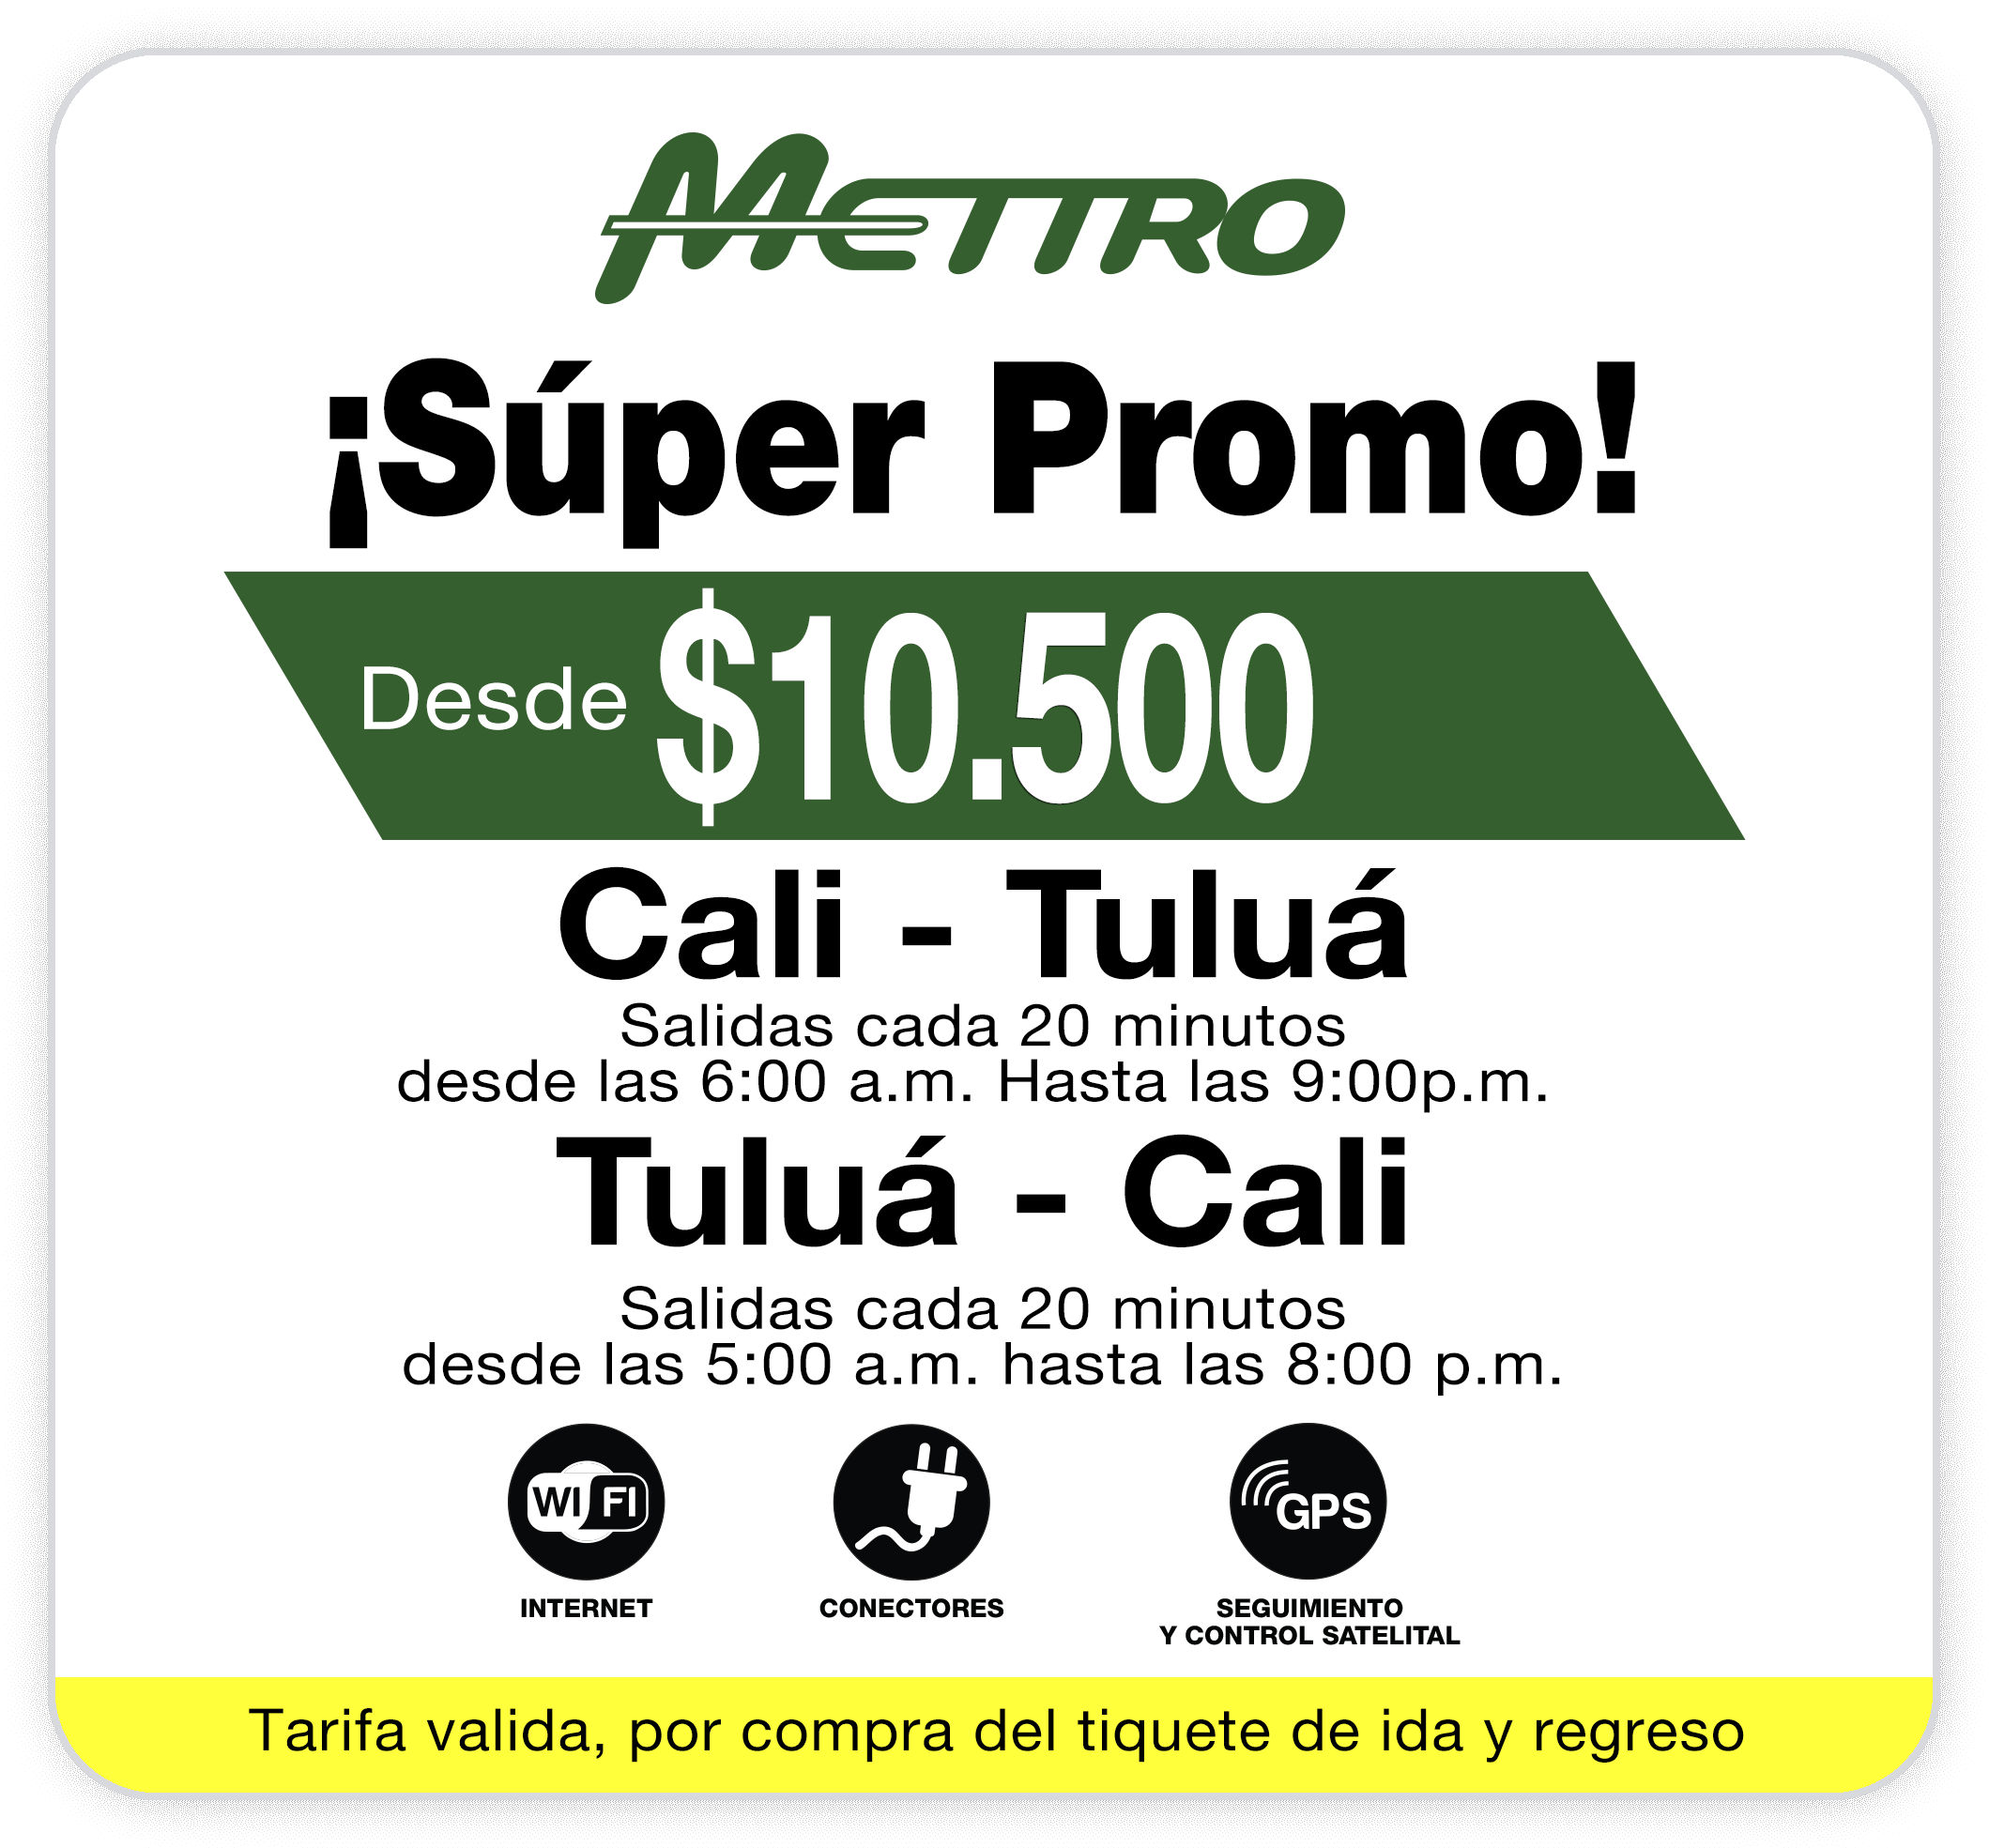 METTRO
¡Súper Promo!
Desde $10.500
Cali - Tuluá
Salidas cada 20 minutos
desde las 6:00 a.m. Hasta las 9:00p.m.
Tuluá - Cali
Salidas cada 20 minutos
desde las 5:00 a.m. hasta las 8:00 p.m.
WI FI
GPS
INTERNET
CONECTORES
SEGUIMIENTO
Y CONTROL SATELITAL
Tarifa valida, por compra del tiquete de ida y regreso